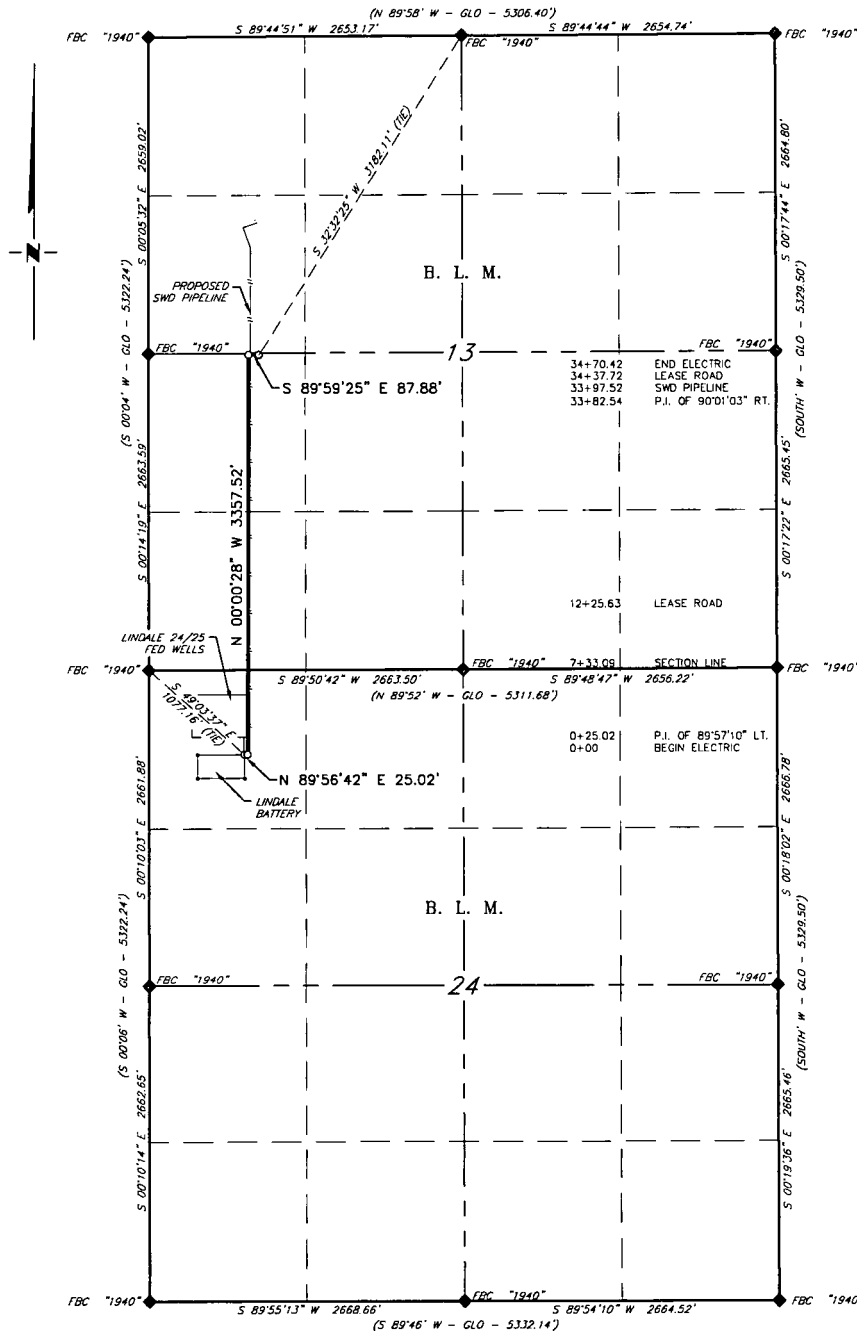 (N 89°58' W - GLO - 5306.40')
S 89°44'51" W 2653.17'
S 89°44'44" W 2654.74'
FBC "1940"
FBC "1940"
FBC "1940"
S 00°05'32" E 2659.02'
S 32°32'25" W 3182.11' (TIE)
S 00°17'44" E 2664.80'
N
B. L. M.
PROPOSED
SWD PIPELINE
(S 00°04' W - GLO - 5322.24')
(SOUTH' W - GLO - 5329.50')
FBC "1940"
13
FBC "1940"
S 89°59'25" E 87.88'
34+70.42 END ELECTRIC
34+37.72 LEASE ROAD
33+97.52 SWD PIPELINE
33+82.54 P.I. OF 90°01'03" RT.
S 00°14'19" E 2663.59'
N 00°00'28" W 3357.52'
S 00°17'22" E 2665.45'
12+25.63 LEASE ROAD
LINDALE 24/25
FED WELLS
FBC "1940"
FBC "1940"
7+33.09 SECTION LINE
FBC "1940"
S 89°50'42" W 2663.50'
S 89°48'47" W 2656.22'
(N 89°52' W - GLO - 5311.68')
S 49°03'37" E
1077.16' (TIE)
0+25.02 P.I. OF 89°57'10" LT.
0+00 BEGIN ELECTRIC
N 89°56'42" E 25.02'
LINDALE
BATTERY
S 00°10'03" E 2661.88'
S 00°18'02" E 2666.78'
B. L. M.
(S 00°06' W - GLO - 5322.24')
(SOUTH' W - GLO - 5329.50')
FBC "1940"
24
FBC "1940"
S 00°10'14" E 2662.65'
S 00°19'36" E 2665.46'
FBC "1940"
FBC "1940"
FBC "1940"
S 89°55'13" W 2668.66'
S 89°54'10" W 2664.52'
(S 89°46' W - GLO - 5332.14')